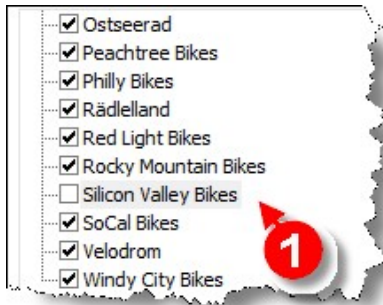 Ostseerad
Peachtree Bikes
Philly Bikes
Rädlelland
Red Light Bikes
Rocky Mountain Bikes
Silicon Valley Bikes
SoCal Bikes
1
Velodrom
Windy City Bikes